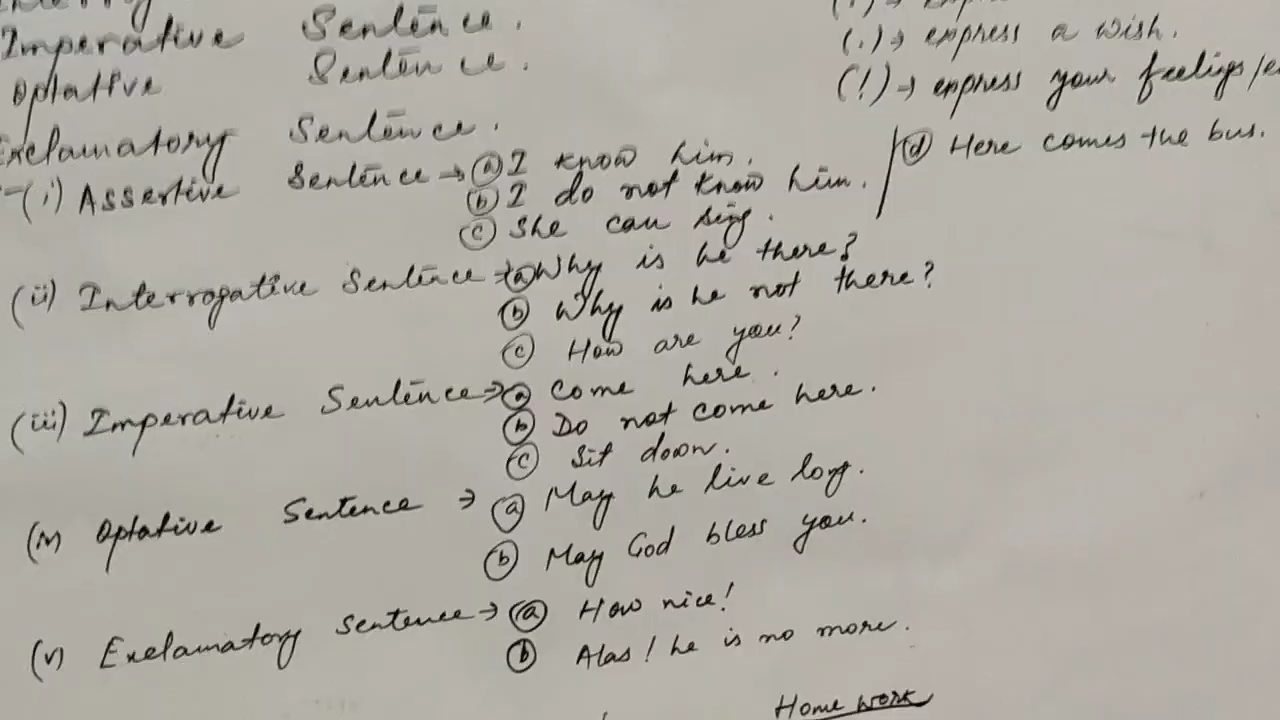 Imperative Sentence.
(.)→ express a wish.
Optative Sentence.
(!)→ express your feelings/
Exclamatory Sentence.
(i) Assertive Sentence → (a) I know him.
(d) Here comes the bus.
(b) I do not know him.
(c) She can sing.
(ii) Interrogative Sentence → (a) Why is he there?
(b) Why is he not there?
(c) How are you?
(iii) Imperative Sentence → (a) Come here.
(b) Do not come here.
(c) Sit down.
(iv) Optative Sentence → (a) May he live long.
(b) May God bless you.
(v) Exclamatory Sentence → (a) How nice!
(b) Alas! he is no more.
Home work